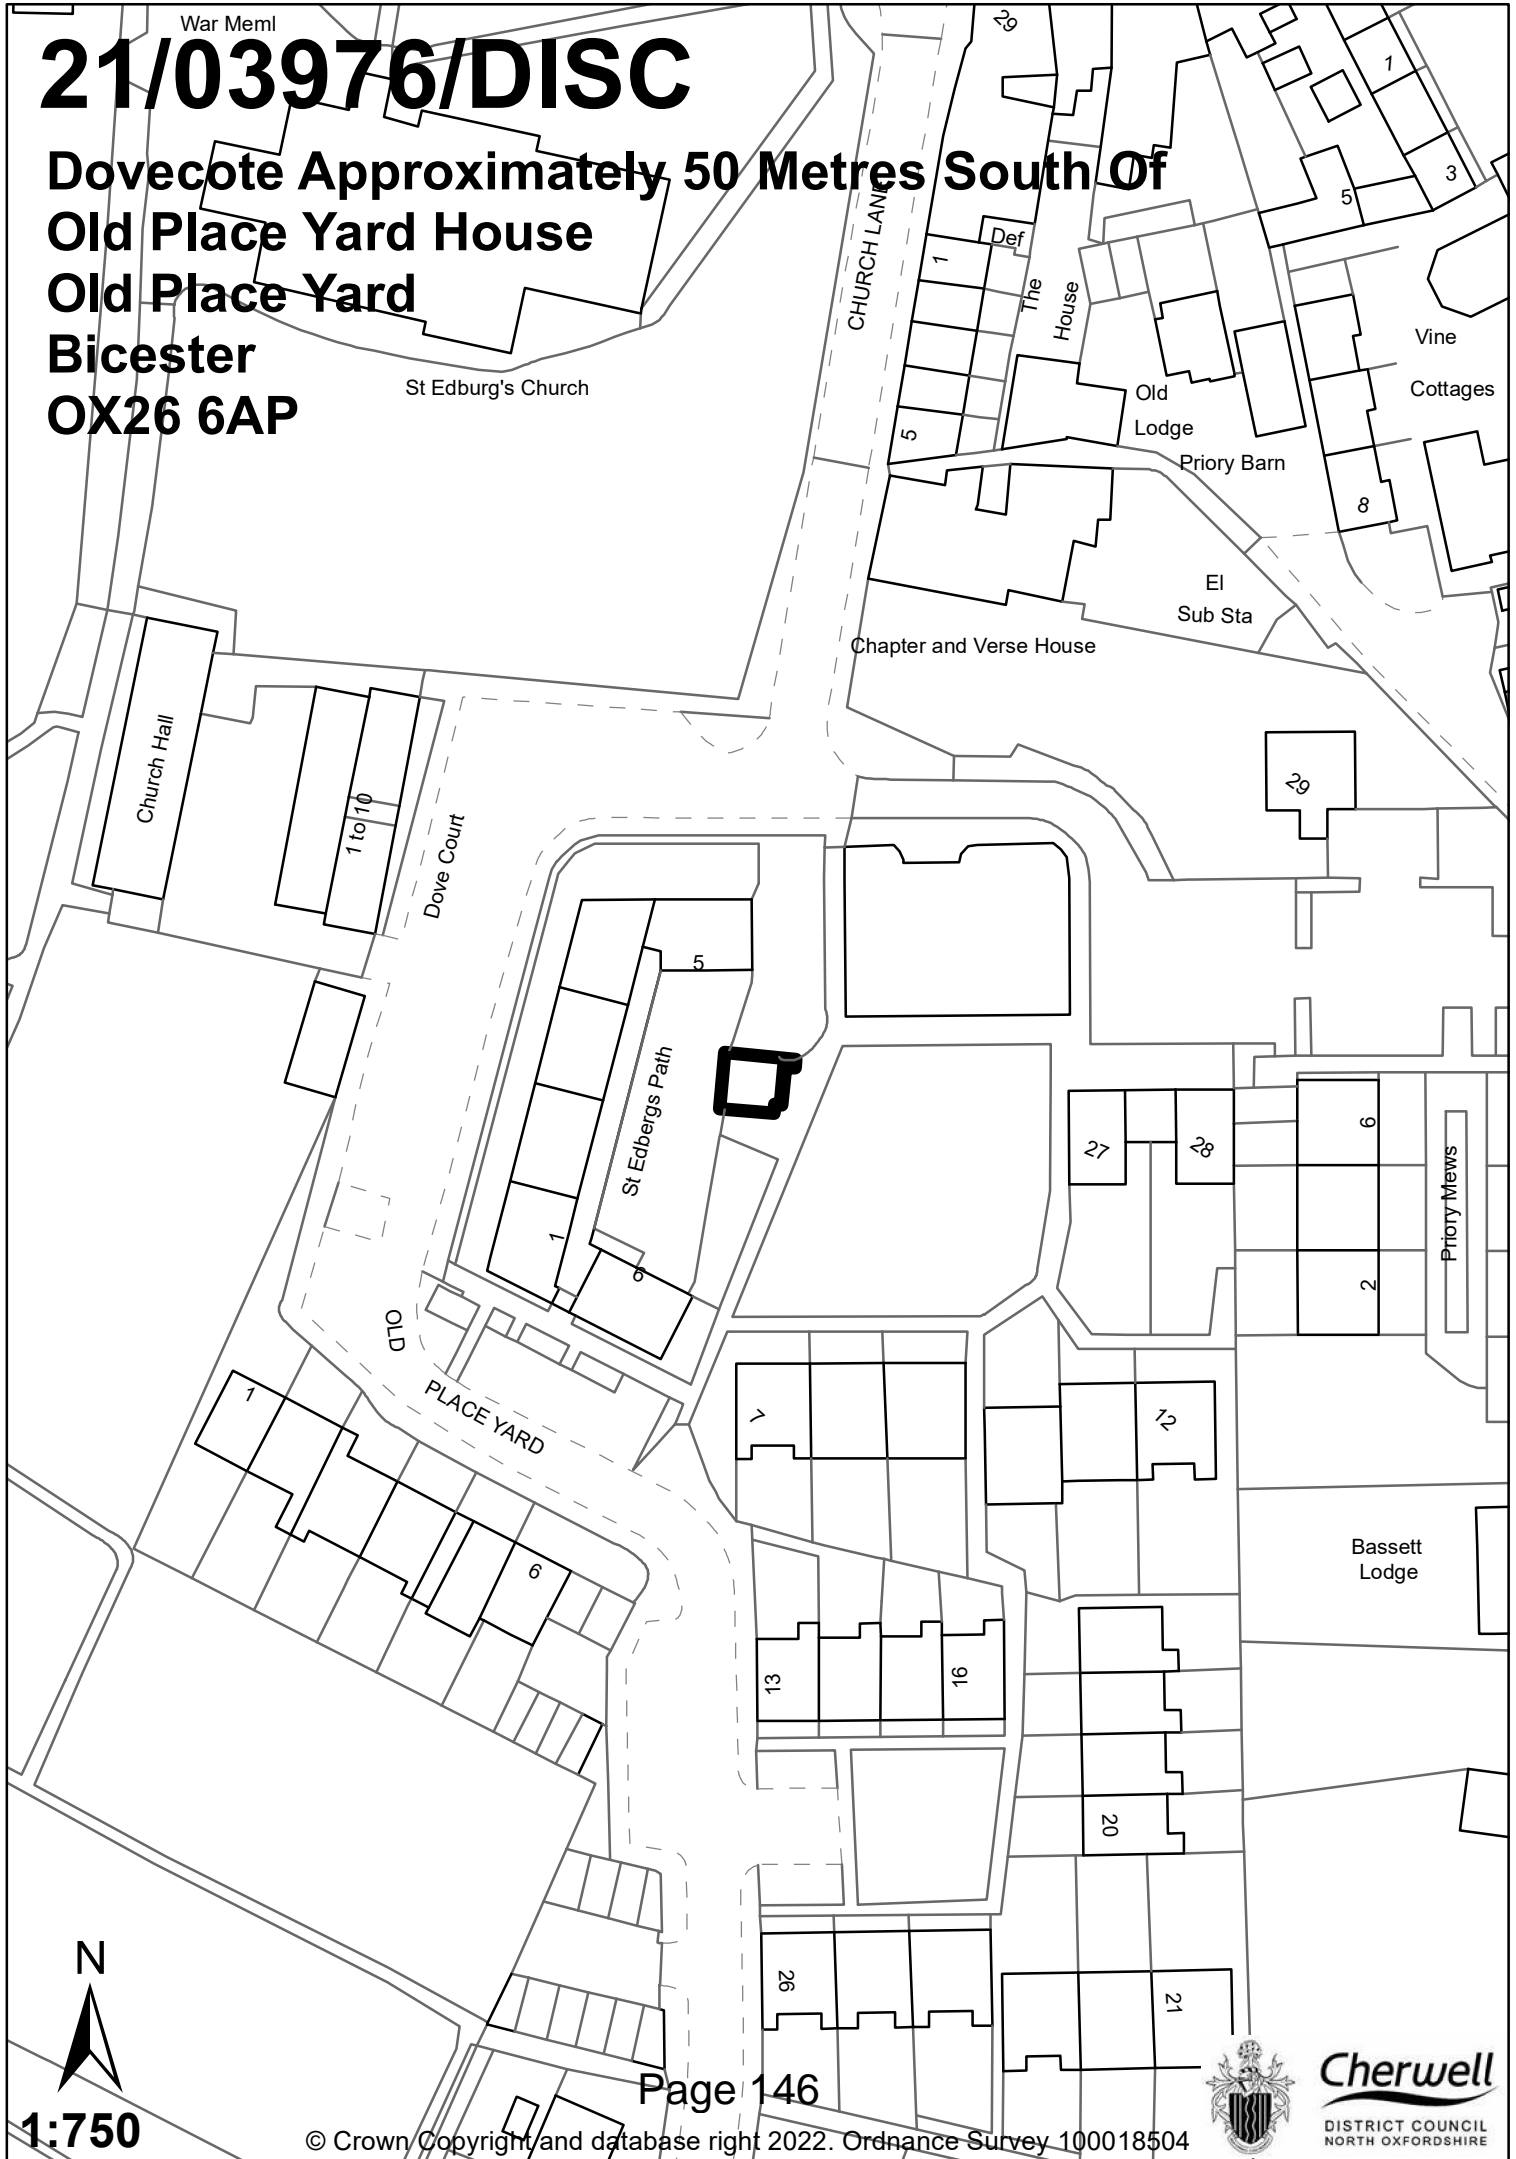 War Meml
21/03976/DISC
Dovecote Approximately 50 Metres South Of
Old Place Yard House
Old Place Yard
Bicester
OX26 6AP
St Edburg's Church
CHURCH LANE
29
1
3
5
Def
1
The
House
5
Old
Lodge
Priory Barn
Vine
Cottages
8
El
Sub Sta
Chapter and Verse House
Church Hall
1 to 10
Dove Court
29
5
St Edbergs Path
1
6
27
28
6
Priory Mews
2
OLD
PLACE YARD
1
6
7
12
Bassett
Lodge
13
16
20
26
21
N
1:750
Page 146
© Crown Copyright and database right 2022. Ordnance Survey 100018504
Cherwell
DISTRICT COUNCIL
NORTH OXFORDSHIRE